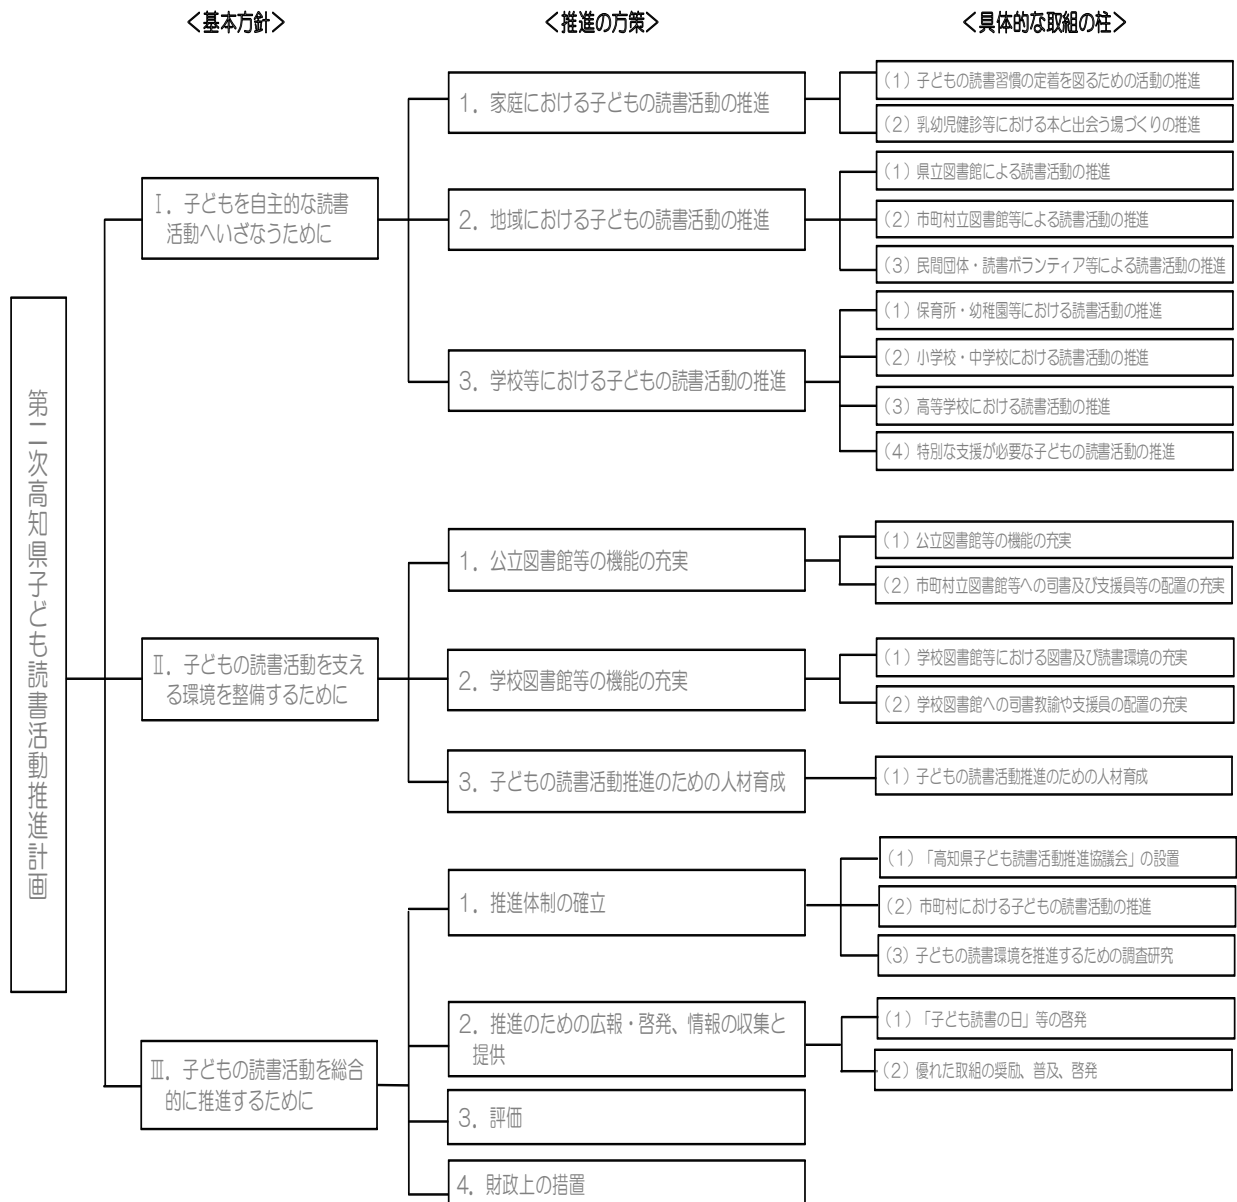 ＜基本方針＞
＜推進の方策＞
＜具体的な取組の柱＞
第二次高知県子ども読書活動推進計画
Ⅰ．子どもを自主的な読書
活動へいざなうために
1．家庭における子どもの読書活動の推進
（1）子どもの読書習慣の定着を図るための活動の推進
（2）乳幼児健診等における本と出会う場づくりの推進
2．地域における子どもの読書活動の推進
（1）県立図書館による読書活動の推進
（2）市町村立図書館等による読書活動の推進
（3）民間団体・読書ボランティア等による読書活動の推進
3．学校等における子どもの読書活動の推進
（1）保育所・幼稚園等における読書活動の推進
（2）小学校・中学校における読書活動の推進
（3）高等学校における読書活動の推進
（4）特別な支援が必要な子どもの読書活動の推進
Ⅱ．子どもの読書活動を支え
る環境を整備するために
1．公立図書館等の機能の充実
（1）公立図書館等の機能の充実
（2）市町村立図書館等への司書及び支援員等の配置の充実
2．学校図書館等の機能の充実
（1）学校図書館等における図書及び読書環境の充実
（2）学校図書館への司書教諭や支援員の配置の充実
3．子どもの読書活動推進のための人材育成
（1）子どもの読書活動推進のための人材育成
Ⅲ．子どもの読書活動を総合
的に推進するために
1．推進体制の確立
（1）「高知県子ども読書活動推進協議会」の設置
（2）市町村における子どもの読書活動の推進
（3）子どもの読書環境を推進するための調査研究
2．推進のための広報・啓発、情報の収集と
提供
（1）「子ども読書の日」等の啓発
（2）優れた取組の奨励、普及、啓発
3．評価
4．財政上の措置